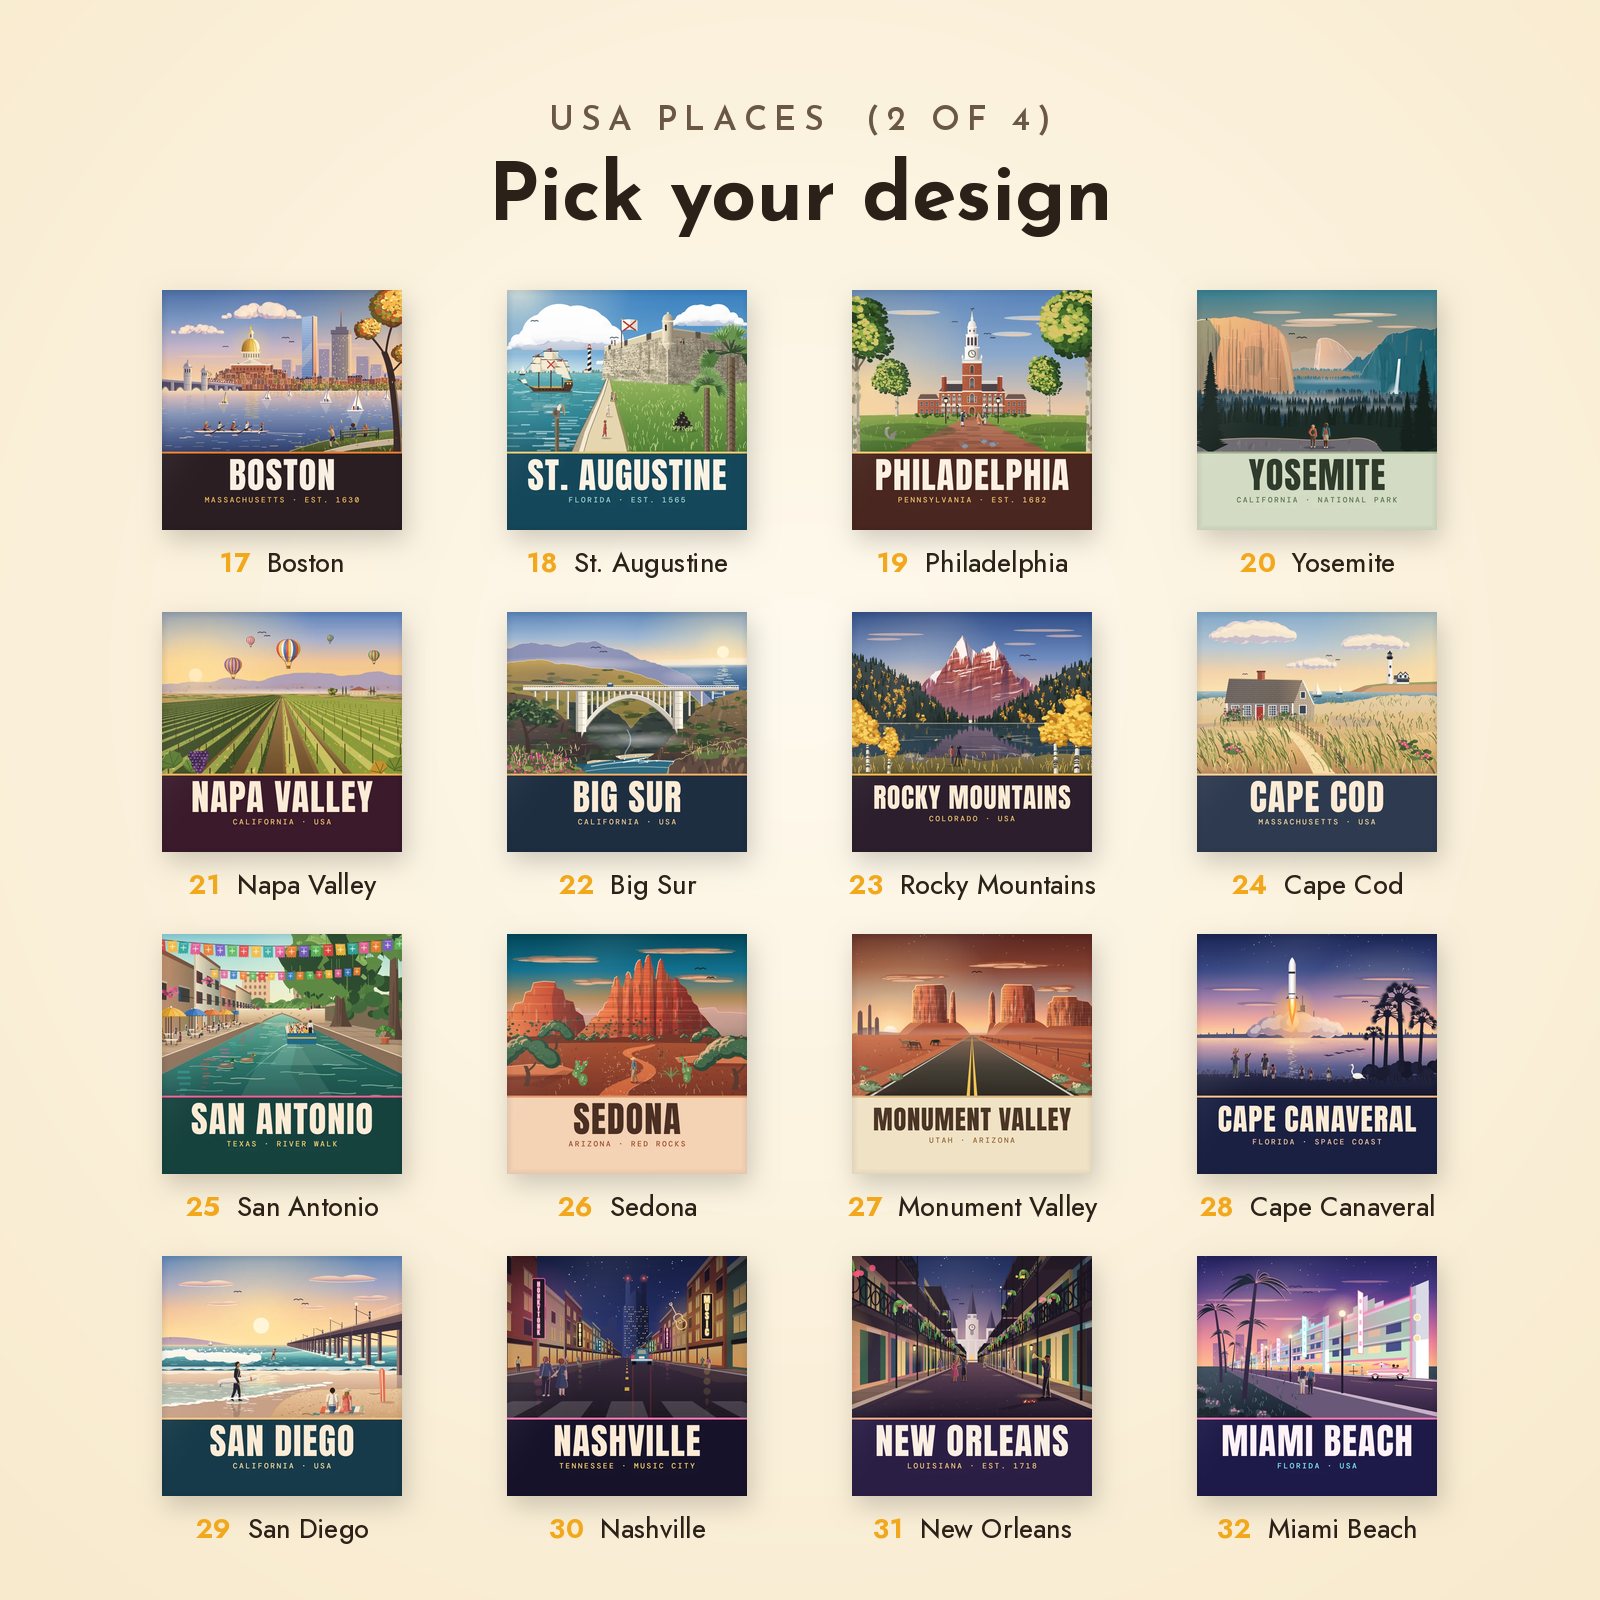 USA PLACES (2 OF 4)
Pick your design
BOSTON
MASSACHUSETTS · EST. 1630
17 Boston
ST. AUGUSTINE
FLORIDA · EST. 1565
18 St. Augustine
PHILADELPHIA
PENNSYLVANIA · EST. 1682
19 Philadelphia
YOSEMITE
CALIFORNIA · NATIONAL PARK
20 Yosemite
NAPA VALLEY
CALIFORNIA · USA
21 Napa Valley
BIG SUR
CALIFORNIA · USA
22 Big Sur
ROCKY MOUNTAINS
COLORADO · USA
23 Rocky Mountains
CAPE COD
MASSACHUSETTS · USA
24 Cape Cod
SAN ANTONIO
TEXAS · RIVER WALK
25 San Antonio
SEDONA
ARIZONA · RED ROCKS
26 Sedona
MONUMENT VALLEY
UTAH · ARIZONA
27 Monument Valley
CAPE CANAVERAL
FLORIDA · SPACE COAST
28 Cape Canaveral
SAN DIEGO
CALIFORNIA · USA
29 San Diego
HONKYTONK
MUSIC
NASHVILLE
TENNESSEE · MUSIC CITY
30 Nashville
NEW ORLEANS
LOUISIANA · EST. 1718
31 New Orleans
MIAMI BEACH
FLORIDA · USA
32 Miami Beach